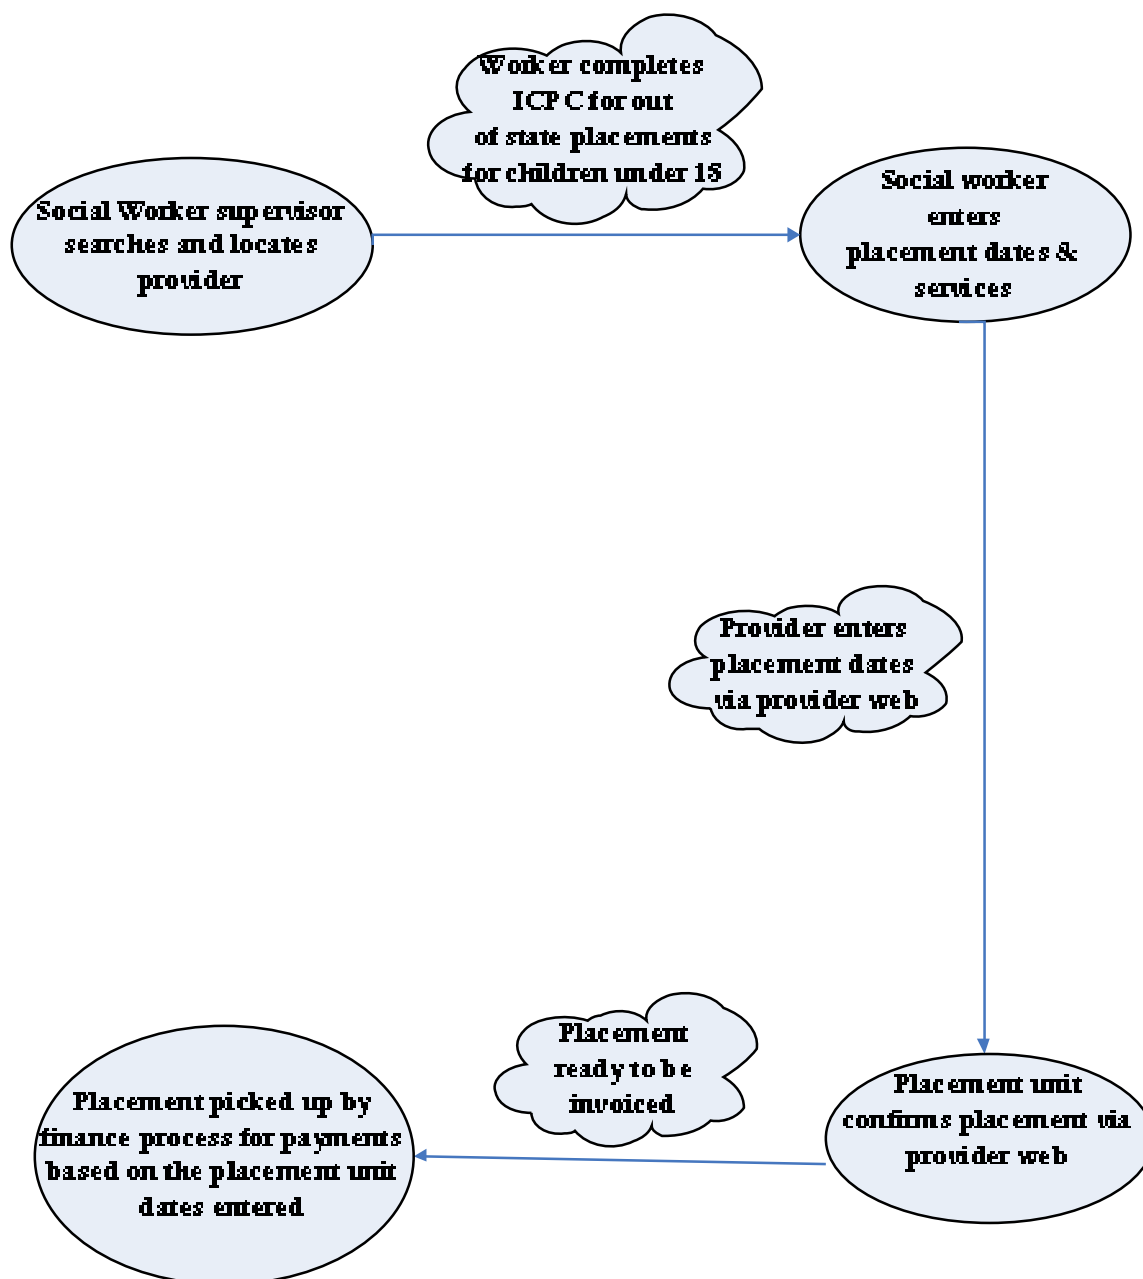 Worker completes
ICPC for out
of state placements
for children under 18
Social Worker supervisor
searches and locates
provider
Social worker
enters
placement dates &
services
Provider enters
placement dates
via provider web
Placement
ready to be
invoiced
Placement unit
confirms placement via
provider web
Placement picked up by
finance process for payments
based on the placement unit
dates entered